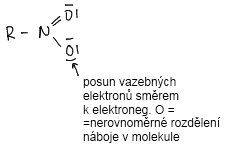 O̅I
R – N
O̲I
posun vazebných
elektronů směrem
k elektroneg. O =
=nerovnoměrné rozdělení
náboje v molekule